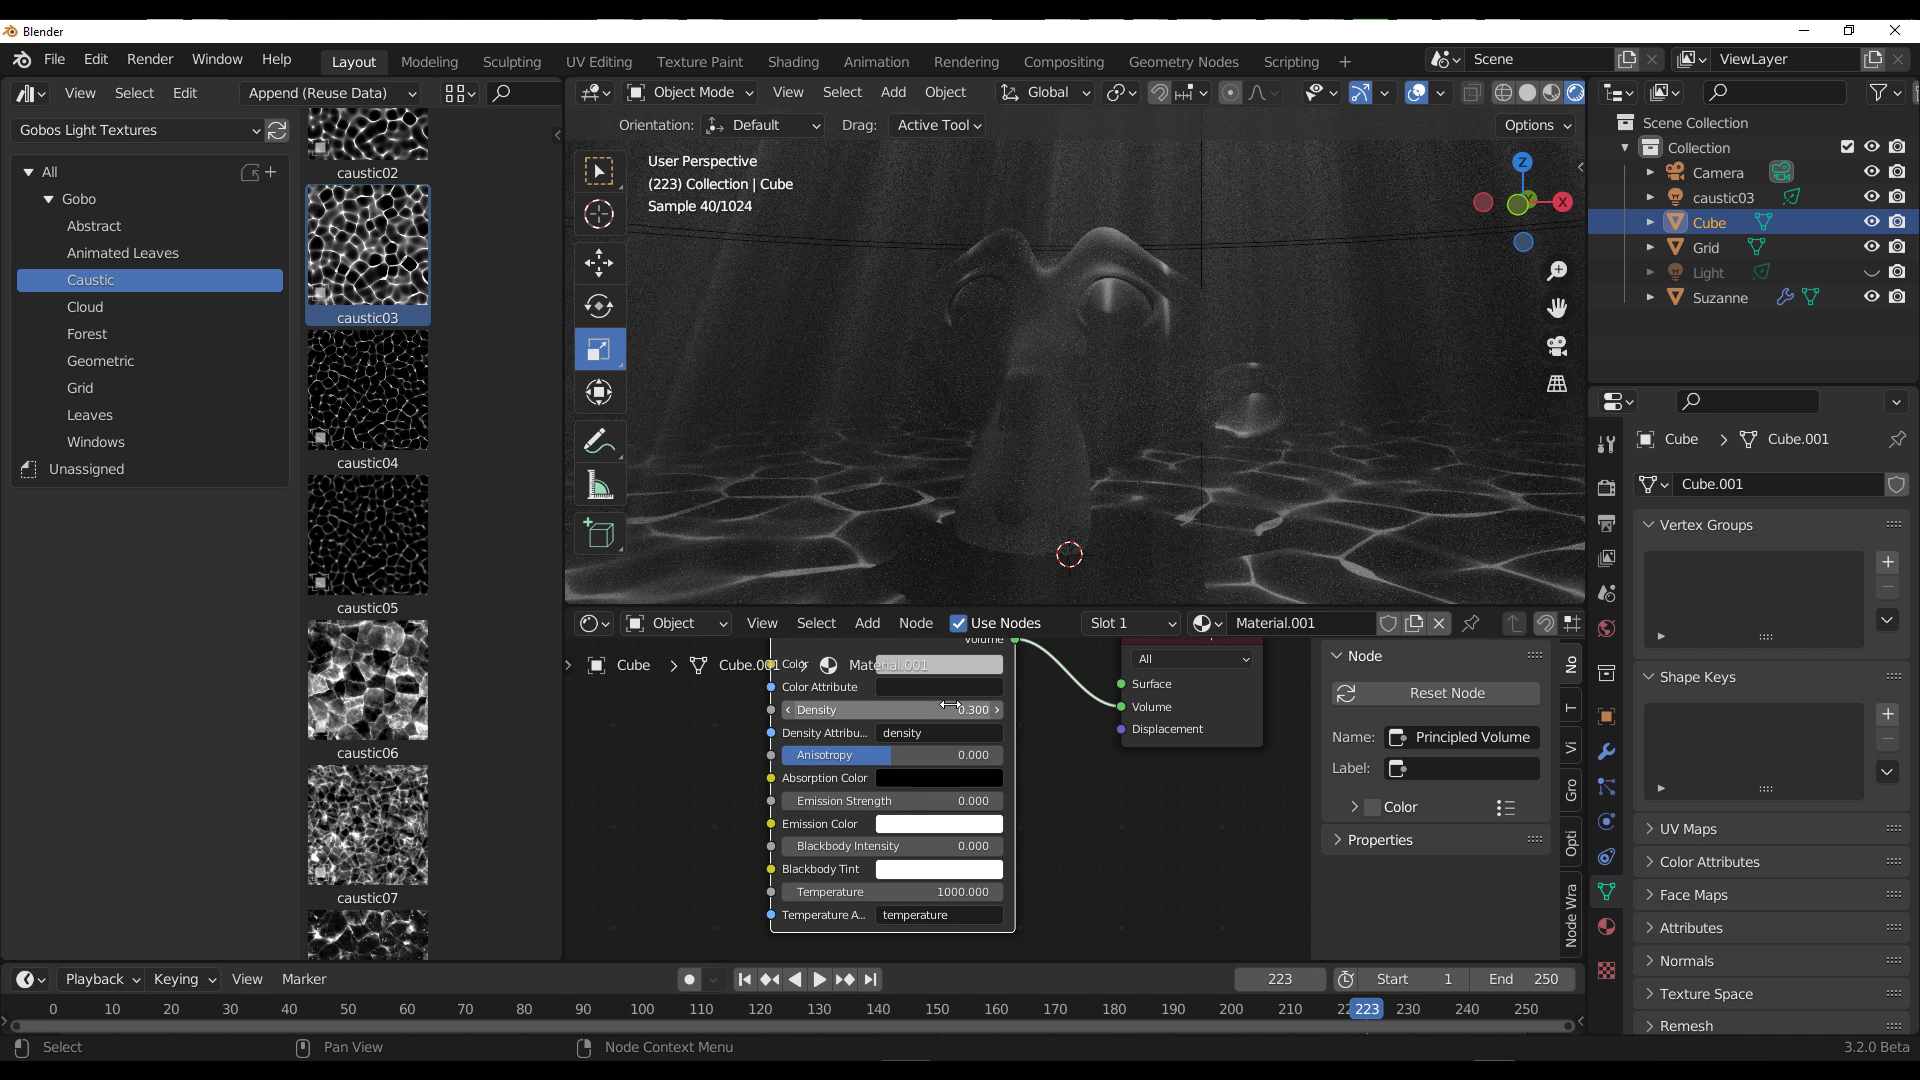 Blender
File Edit Render Window Help
Layout Modeling Sculpting UV Editing Texture Paint Shading Animation Rendering Compositing Geometry Nodes Scripting +
Scene
ViewLayer
View Select Edit Append (Reuse Data)
Gobos Light Textures
All
Gobo
Abstract
Animated Leaves
Caustic
Cloud
Forest
Geometric
Grid
Leaves
Windows
Unassigned
caustic02
caustic03
caustic04
caustic05
caustic06
caustic07
Object Mode View Select Add Object Global
Orientation: Default Drag: Active Tool
Options
User Perspective
(223) Collection | Cube
Sample 40/1024
Z
X
Object View Select Add Node Use Nodes Slot 1 Material.001
Cube > Cube.001 > Material.001
Volume
Color
Color Attribute
Density 0.300
Density Attribu... density
Anisotropy 0.000
Absorption Color
Emission Strength 0.000
Emission Color
Blackbody Intensity 0.000
Blackbody Tint
Temperature 1000.000
Temperature A... temperature
All
Surface
Volume
Displacement
Node
Reset Node
Name: Principled Volume
Label:
Color
Properties
No
T
Vi
Gro
Opti
Node Wra
Scene Collection
Collection
Camera
caustic03
Cube
Grid
Light
Suzanne
Cube > Cube.001
Cube.001
Vertex Groups
Shape Keys
UV Maps
Color Attributes
Face Maps
Attributes
Normals
Texture Space
Remesh
Playback Keying View Marker
223
Start 1 End 250
0 10 20 30 40 50 60 70 80 90 100 110 120 130 140 150 160 170 180 190 200 210 22 223 230 240 250
Select Pan View Node Context Menu
3.2.0 Beta